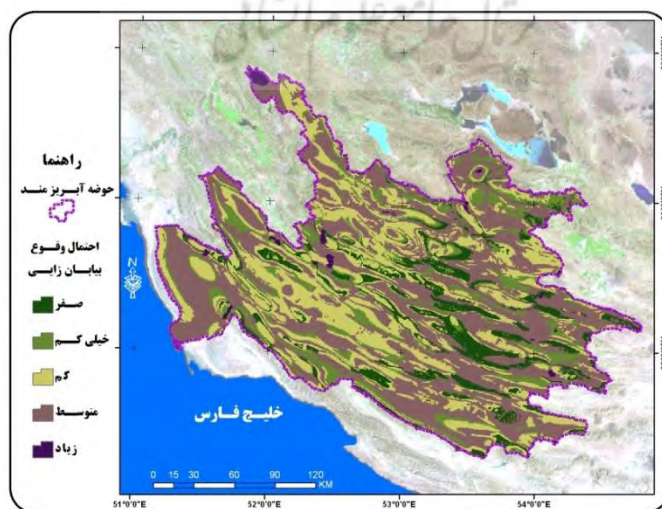 راهنما
حوضه آبریز مند
احتمال وقوع
بیابان زایی
صفر
خیلی کم
کم
متوسط
زیاد
N
خلیج فارس
0 15 30 60 90 120
KM
51°0'0"E 52°0'0"E 53°0'0"E 54°0'0"E